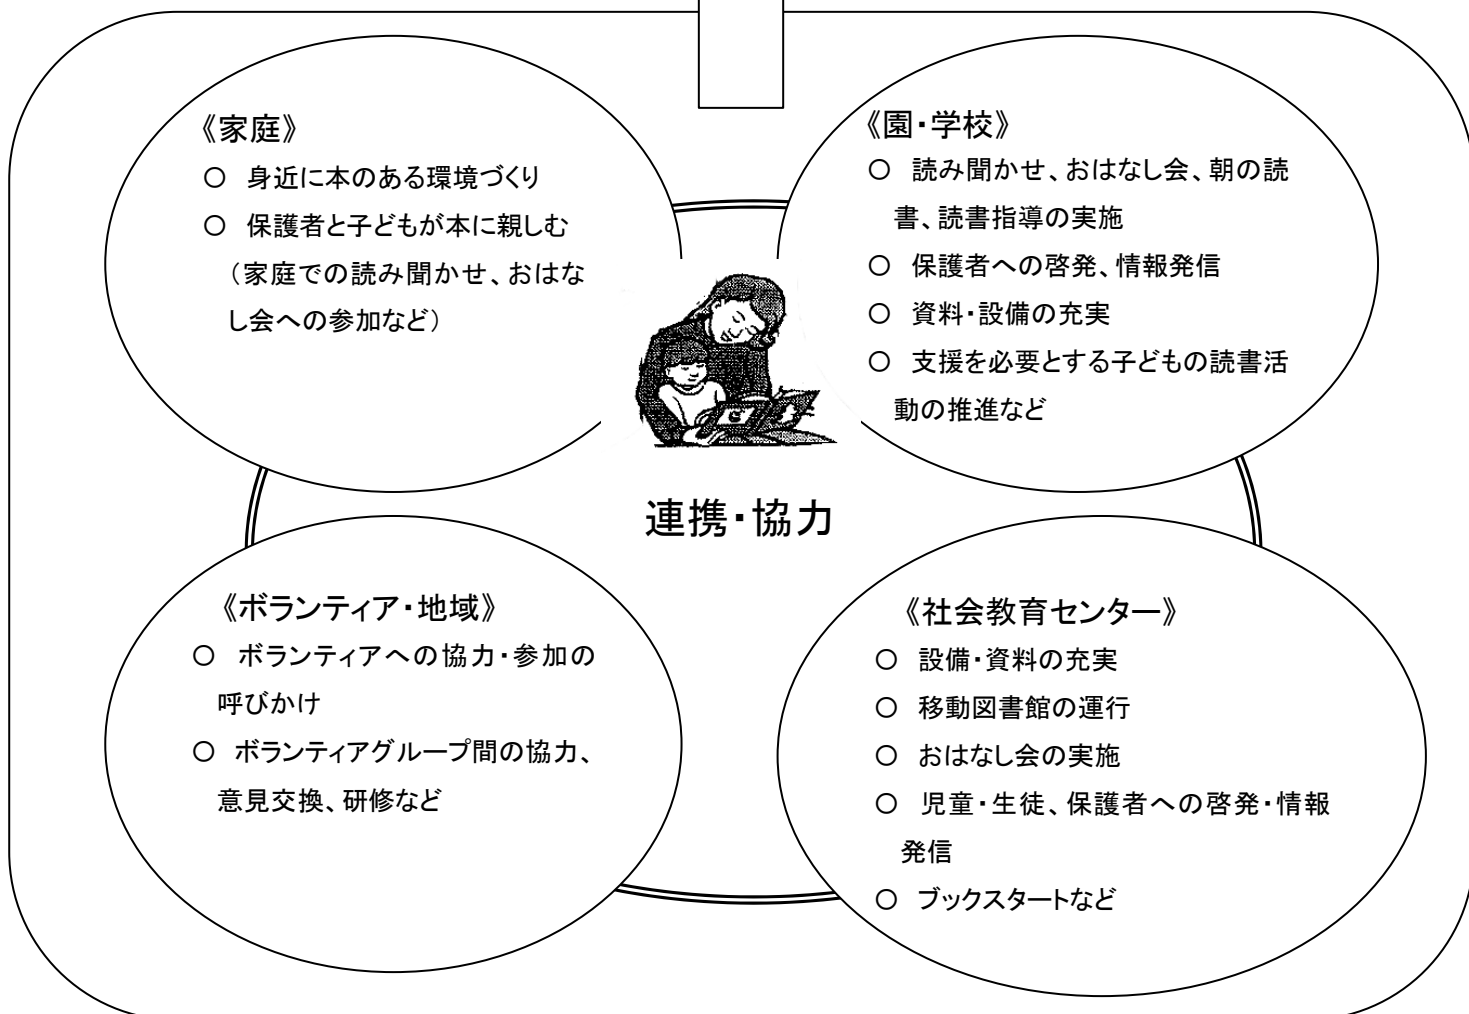 《家庭》
○ 身近に本のある環境づくり
○ 保護者と子どもが本に親しむ
（家庭での読み聞かせ、おはな
し会への参加など）
《園・学校》
○ 読み聞かせ、おはなし会、朝の読
書、読書指導の実施
○ 保護者への啓発、情報発信
○ 資料・設備の充実
○ 支援を必要とする子どもの読書活
動の推進など
連携・協力
《ボランティア・地域》
○ ボランティアへの協力・参加の
呼びかけ
○ ボランティアグループ間の協力、
意見交換、研修など
《社会教育センター》
○ 設備・資料の充実
○ 移動図書館の運行
○ おはなし会の実施
○ 児童・生徒、保護者への啓発・情報
発信
○ ブックスタートなど